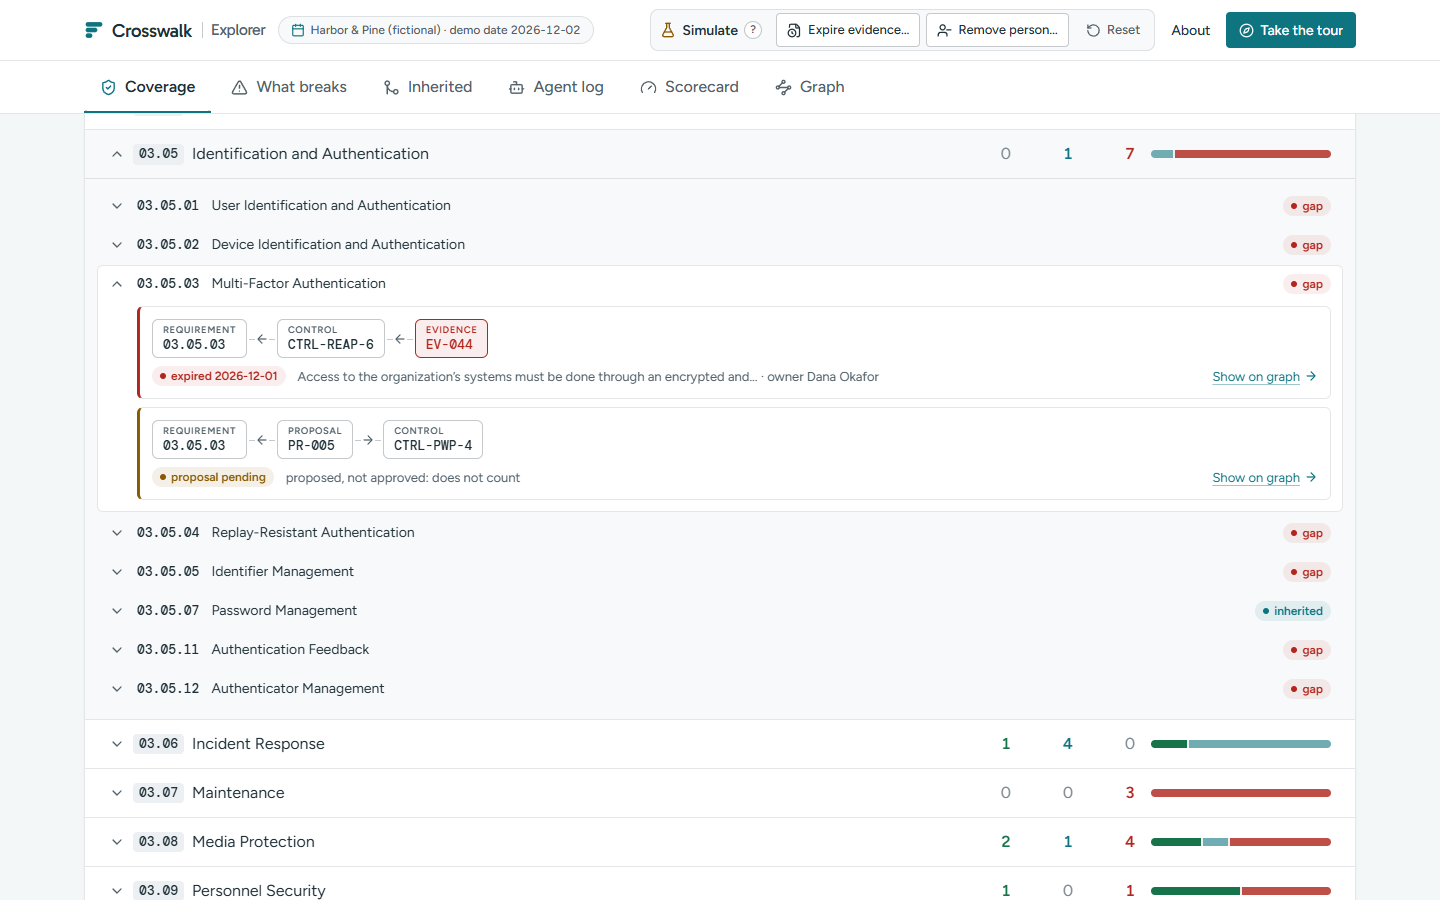 Crosswalk Explorer Harbor & Pine (fictional) · demo date 2026-12-02 Simulate ? Expire evidence... Remove person... Reset About Take the tour
Coverage What breaks Inherited Agent log Scorecard Graph
03.05 Identification and Authentication 0 1 7
03.05.01 User Identification and Authentication gap
03.05.02 Device Identification and Authentication gap
03.05.03 Multi-Factor Authentication gap
REQUIREMENT CONTROL EVIDENCE
03.05.03 CTRL-REAP-6 EV-044
expired 2026-12-01 Access to the organization's systems must be done through an encrypted and... · owner Dana Okafor Show on graph
REQUIREMENT PROPOSAL CONTROL
03.05.03 PR-005 CTRL-PWP-4
proposal pending proposed, not approved: does not count Show on graph
03.05.04 Replay-Resistant Authentication gap
03.05.05 Identifier Management gap
03.05.07 Password Management inherited
03.05.11 Authentication Feedback gap
03.05.12 Authenticator Management gap
03.06 Incident Response 1 4 0
03.07 Maintenance 0 0 3
03.08 Media Protection 2 1 4
03.09 Personnel Security 1 0 1